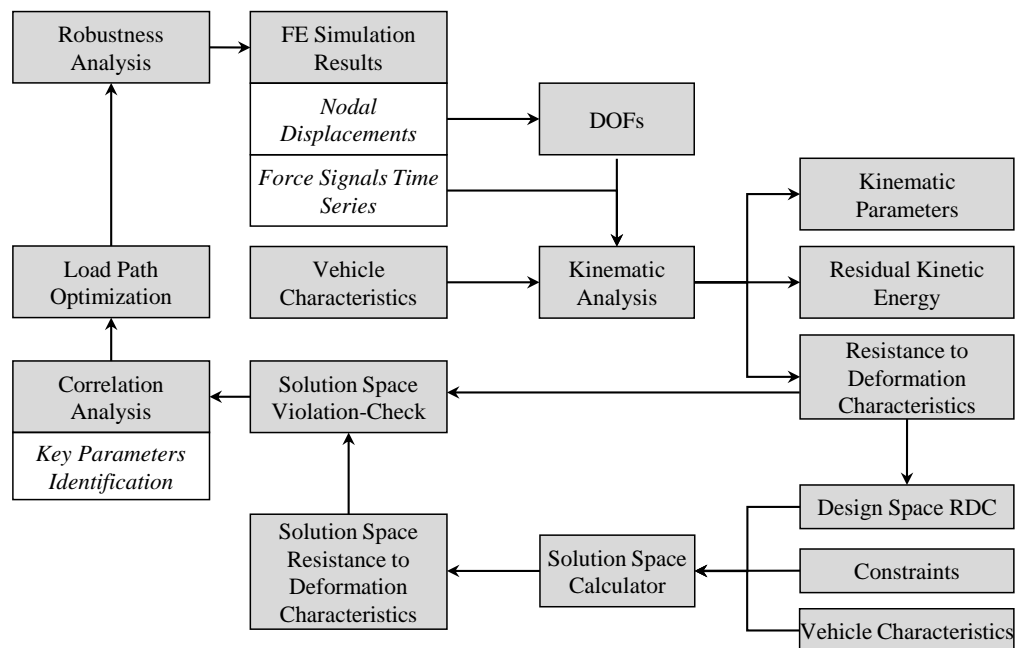 Robustness
Analysis
FE Simulation
Results
Nodal
Displacements
Force Signals Time
Series
DOFs
Kinematic
Parameters
Load Path
Optimization
Vehicle
Characteristics
Kinematic
Analysis
Residual Kinetic
Energy
Correlation
Analysis
Key Parameters
Identification
Solution Space
Violation-Check
Resistance to
Deformation
Characteristics
Solution Space
Resistance to
Deformation
Characteristics
Solution Space
Calculator
Design Space RDC
Constraints
Vehicle Characteristics